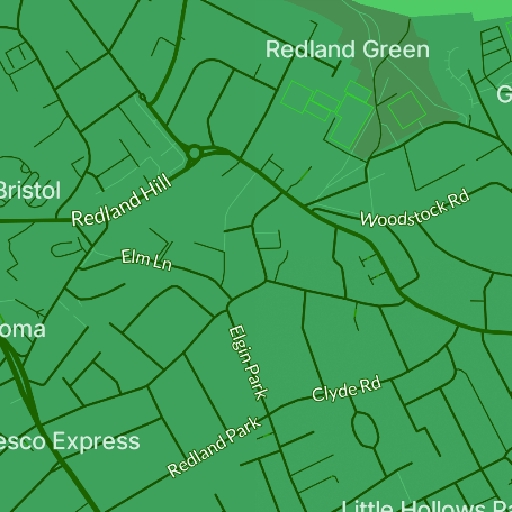 Redland Green
G
Bristol
Redland Hill
Woodstock Rd
Elm Ln
oma
Elgin Park
Clyde Rd
esco Express
Redland Park
Little Hollows Pa